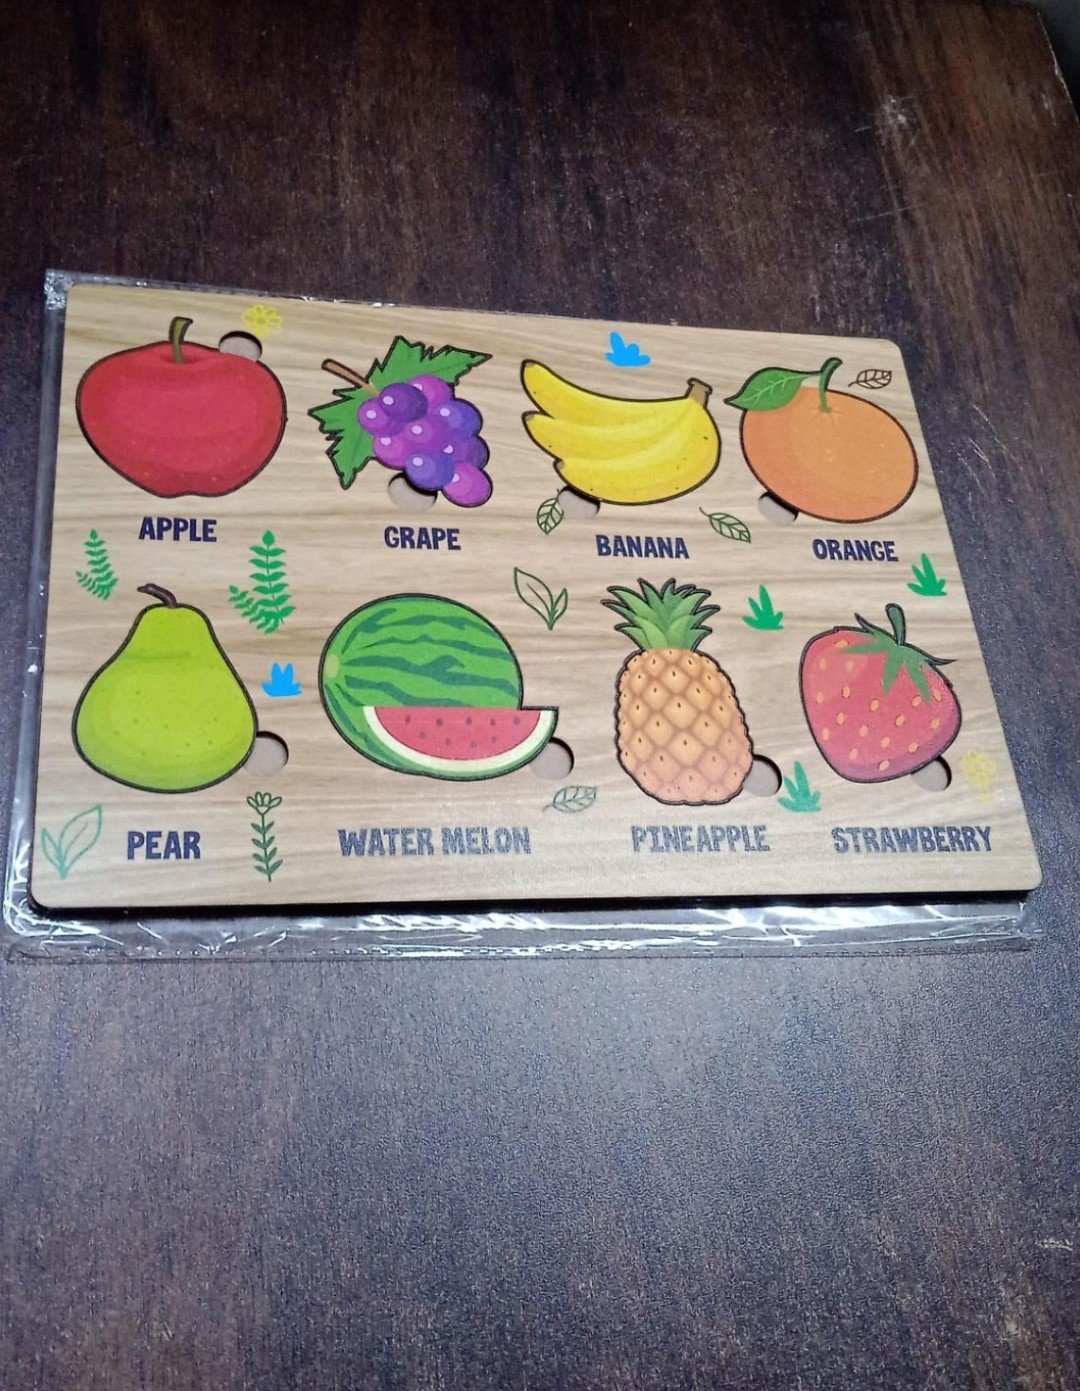 APPLE
GRAPE
BANANA
ORANGE
PEAR
WATER MELON
PINEAPPLE
STRAWBERRY